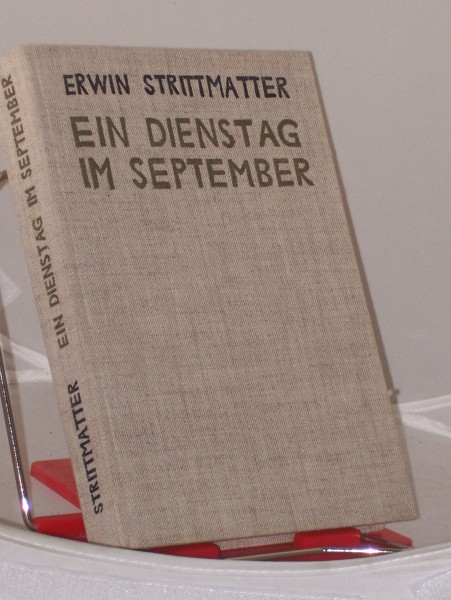 ERWIN STRITTMATTER
EIN DIENSTAG
IM SEPTEMBER
STRITTMATTER EIN DIENSTAG IM SEPTEMBER